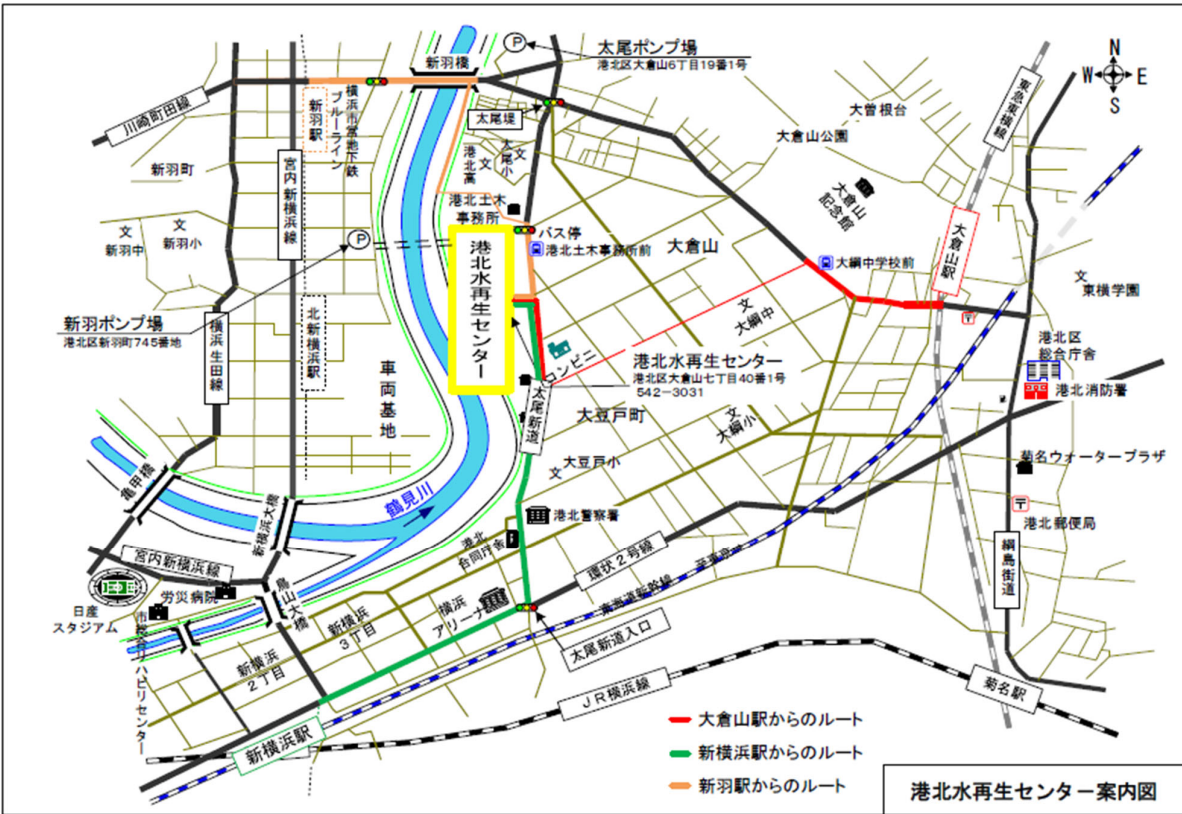 太尾ポンプ場
港北区大倉山6丁目19番1号
N
W
E
S
P
新羽橋
川崎町田線
新羽駅
横浜市営地下鉄
ブルーライン
太尾堤
大曽根台
大倉山公園
東急東横線
新羽町
宮内新横浜線
港北高
文
太尾小
文
大倉山
記念館
港北土木
事務所
バス停
港北土木事務所前
大倉山
大倉山駅
大綱中学校前
文
新羽中
文
新羽小
P
港北水再生センター
文
東横学園
新羽ポンプ場
港北区新羽町745番地
横浜生田線
北新横浜駅
車両基地
文
大綱中
〒
港北区
総合庁舎
港北消防署
コンビニ
港北水再生センター
港北区大倉山七丁目40番1号
542-3031
太尾新道
大豆戸町
文
大綱小
文
大豆戸小
菊名ウォータープラザ
亀甲橋
鶴見川
新横浜大橋
港北警察署
〒
港北郵便局
港北
合同庁舎
環状2号線
綱島街道
宮内新横浜線
東海道新幹線
至東京
日産
スタジアム
労災病院
鳥山大橋
横浜
アリーナ
新横浜
3丁目
太尾新道入口
新横浜
2丁目
JR横浜線
菊名駅
新横浜駅
大倉山駅からのルート
新横浜駅からのルート
新羽駅からのルート
港北水再生センター案内図